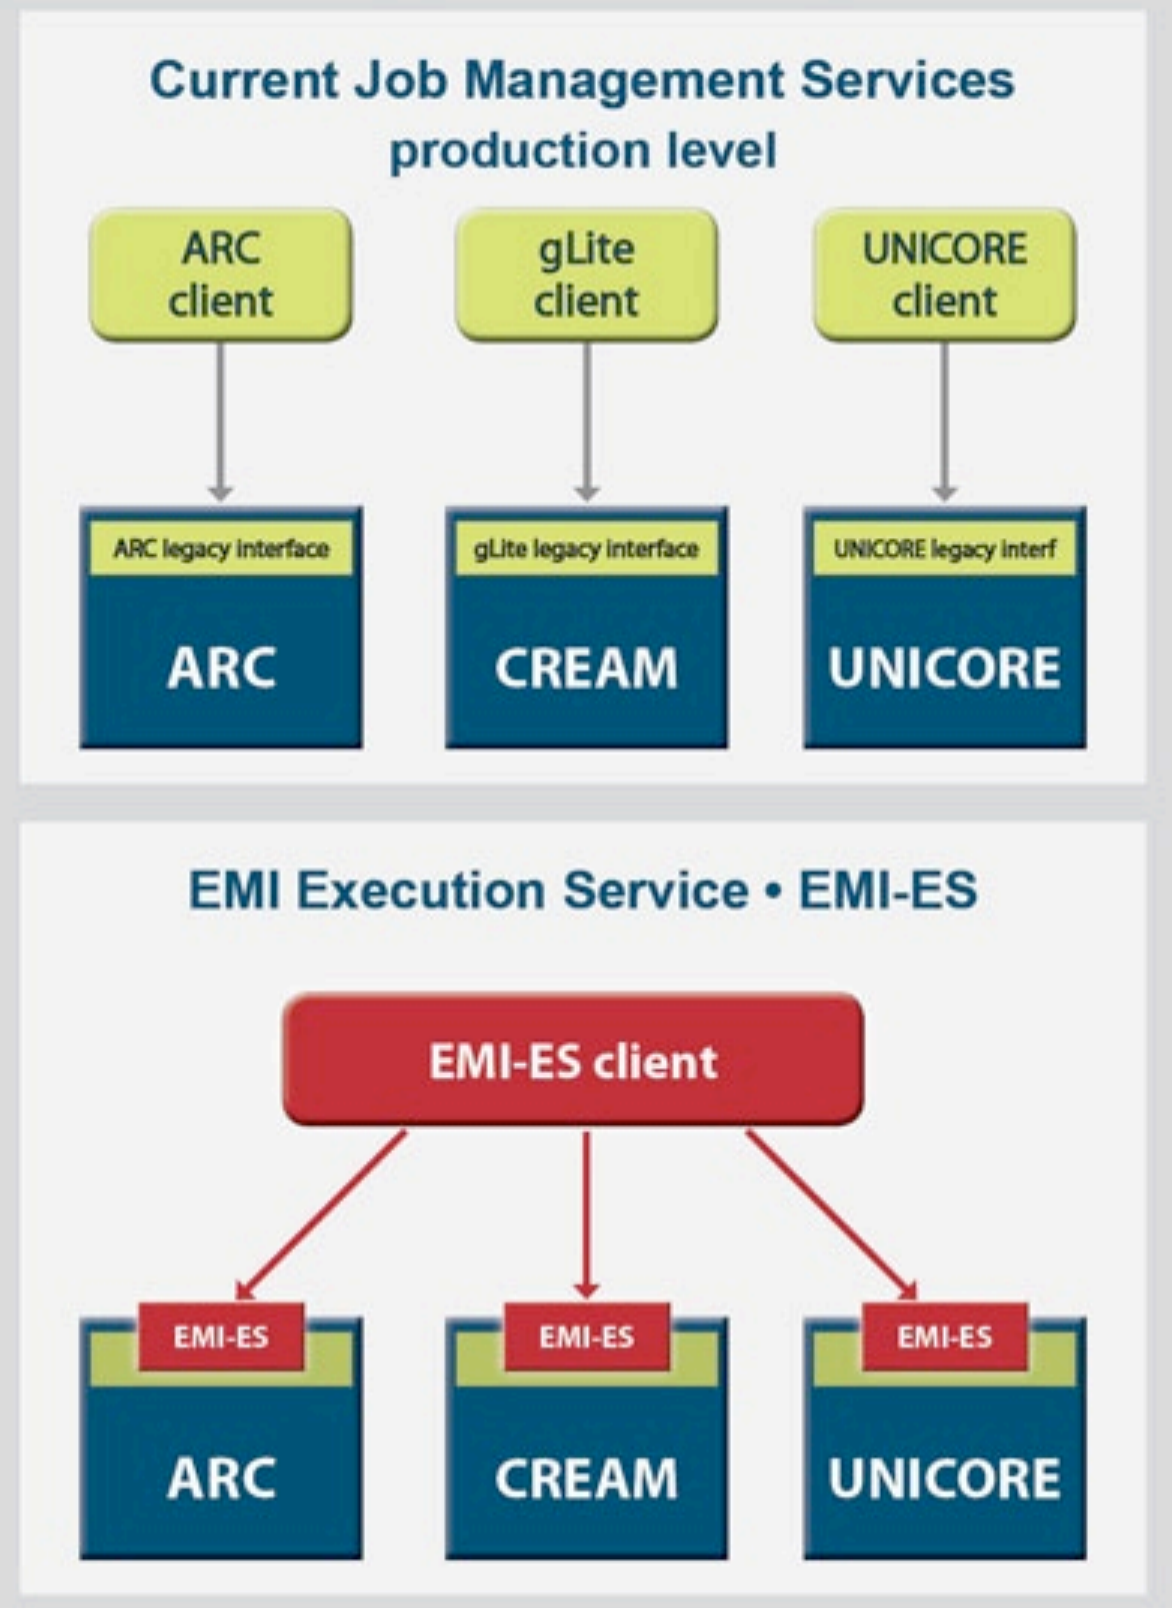 Current Job Management Services
production level
ARC
client
gLite
client
UNICORE
client
ARC legacy interface
gLite legacy interface
UNICORE legacy interf
ARC
CREAM
UNICORE
EMI Execution Service • EMI-ES
EMI-ES client
EMI-ES
EMI-ES
EMI-ES
ARC
CREAM
UNICORE